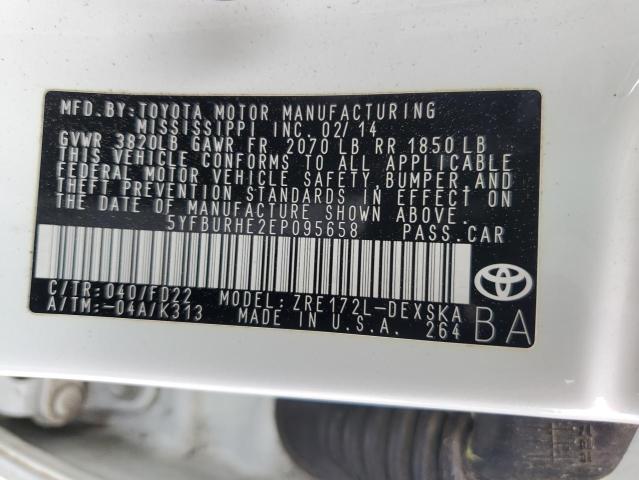 MFD.BY:TOYOTA MOTOR MANUFACTURING
MISSISSIPPI INC. 02/14
GVWR 3820LB GAWR FR 2070 LB RR 1850 LB
THIS VEHICLE CONFORMS TO ALL APPLICABLE
FEDERAL MOTOR VEHICLE SAFETY, BUMPER, AND
THEFT PREVENTION STANDARDS IN EFFECT ON
THE DATE OF MANUFACTURE SHOWN ABOVE.
5YFBURHE2EP095658 PASS.CAR
C/TR: 040/FD22 MODEL: ZRE172L-DEXSKA
A/TM:-04A/K313 MADE IN U.S.A. 264
BA